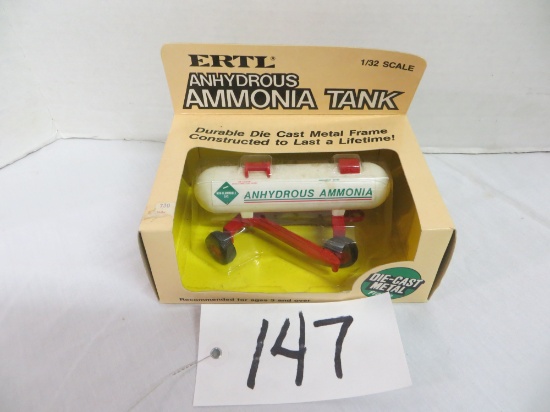 ERTL
1/32 SCALE
ANHYDROUS
AMMONIA TANK
Durable Die Cast Metal Frame
Constructed to Last a Lifetime!
ANHYDROUS AMMONIA
DIE-CAST
METAL
Recommended for ages 3 and over
147